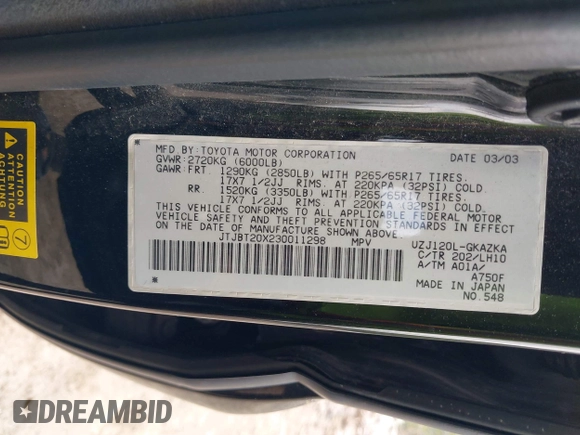 MFD.BY:TOYOTA MOTOR CORPORATION DATE 03/03
GVWR:2720KG (6000LB)
GAWR:FRT. 1290KG (2850LB) WITH P265/65R17 TIRES.
17X7 1/2JJ RIMS. AT 220KPA (32PSI) COLD.
RR. 1520KG (3350LB) WITH P265/65R17 TIRES.
17X7 1/2JJ RIMS. AT 220KPA (32PSI) COLD.
THIS VEHICLE CONFORMS TO ALL APPLICABLE FEDERAL MOTOR
VEHICLE SAFETY AND THEFT PREVENTION STANDARDS IN EFFECT
ON THE DATE OF MANUFACTURE SHOWN ABOVE.
JTJBT20X230011298 MPV UZJ120L-GKAZKA
C/TR 202/LH10
A/TM A01A/
A750F
MADE IN JAPAN
NO.548
CAUTION
ATTENTION
7
DREAMBID